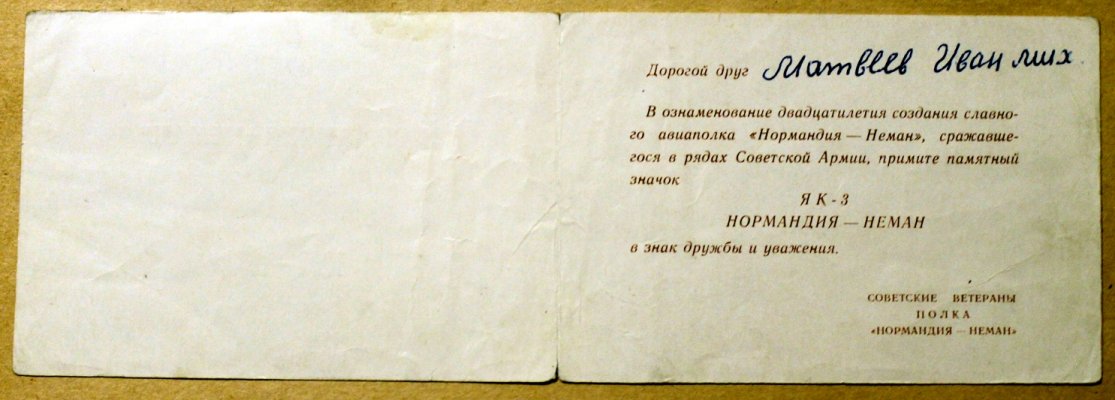 Дорогой друг Матвеев Иван Мих.
В ознаменование двадцатилетия создания славно-
го авиаполка «Нормандия — Неман», сражавше-
гося в рядах Советской Армии, примите памятный
значок
ЯК-3
НОРМАНДИЯ — НЕМАН
в знак дружбы и уважения.
СОВЕТСКИЕ ВЕТЕРАНЫ
ПОЛКА
«НОРМАНДИЯ — НЕМАН»